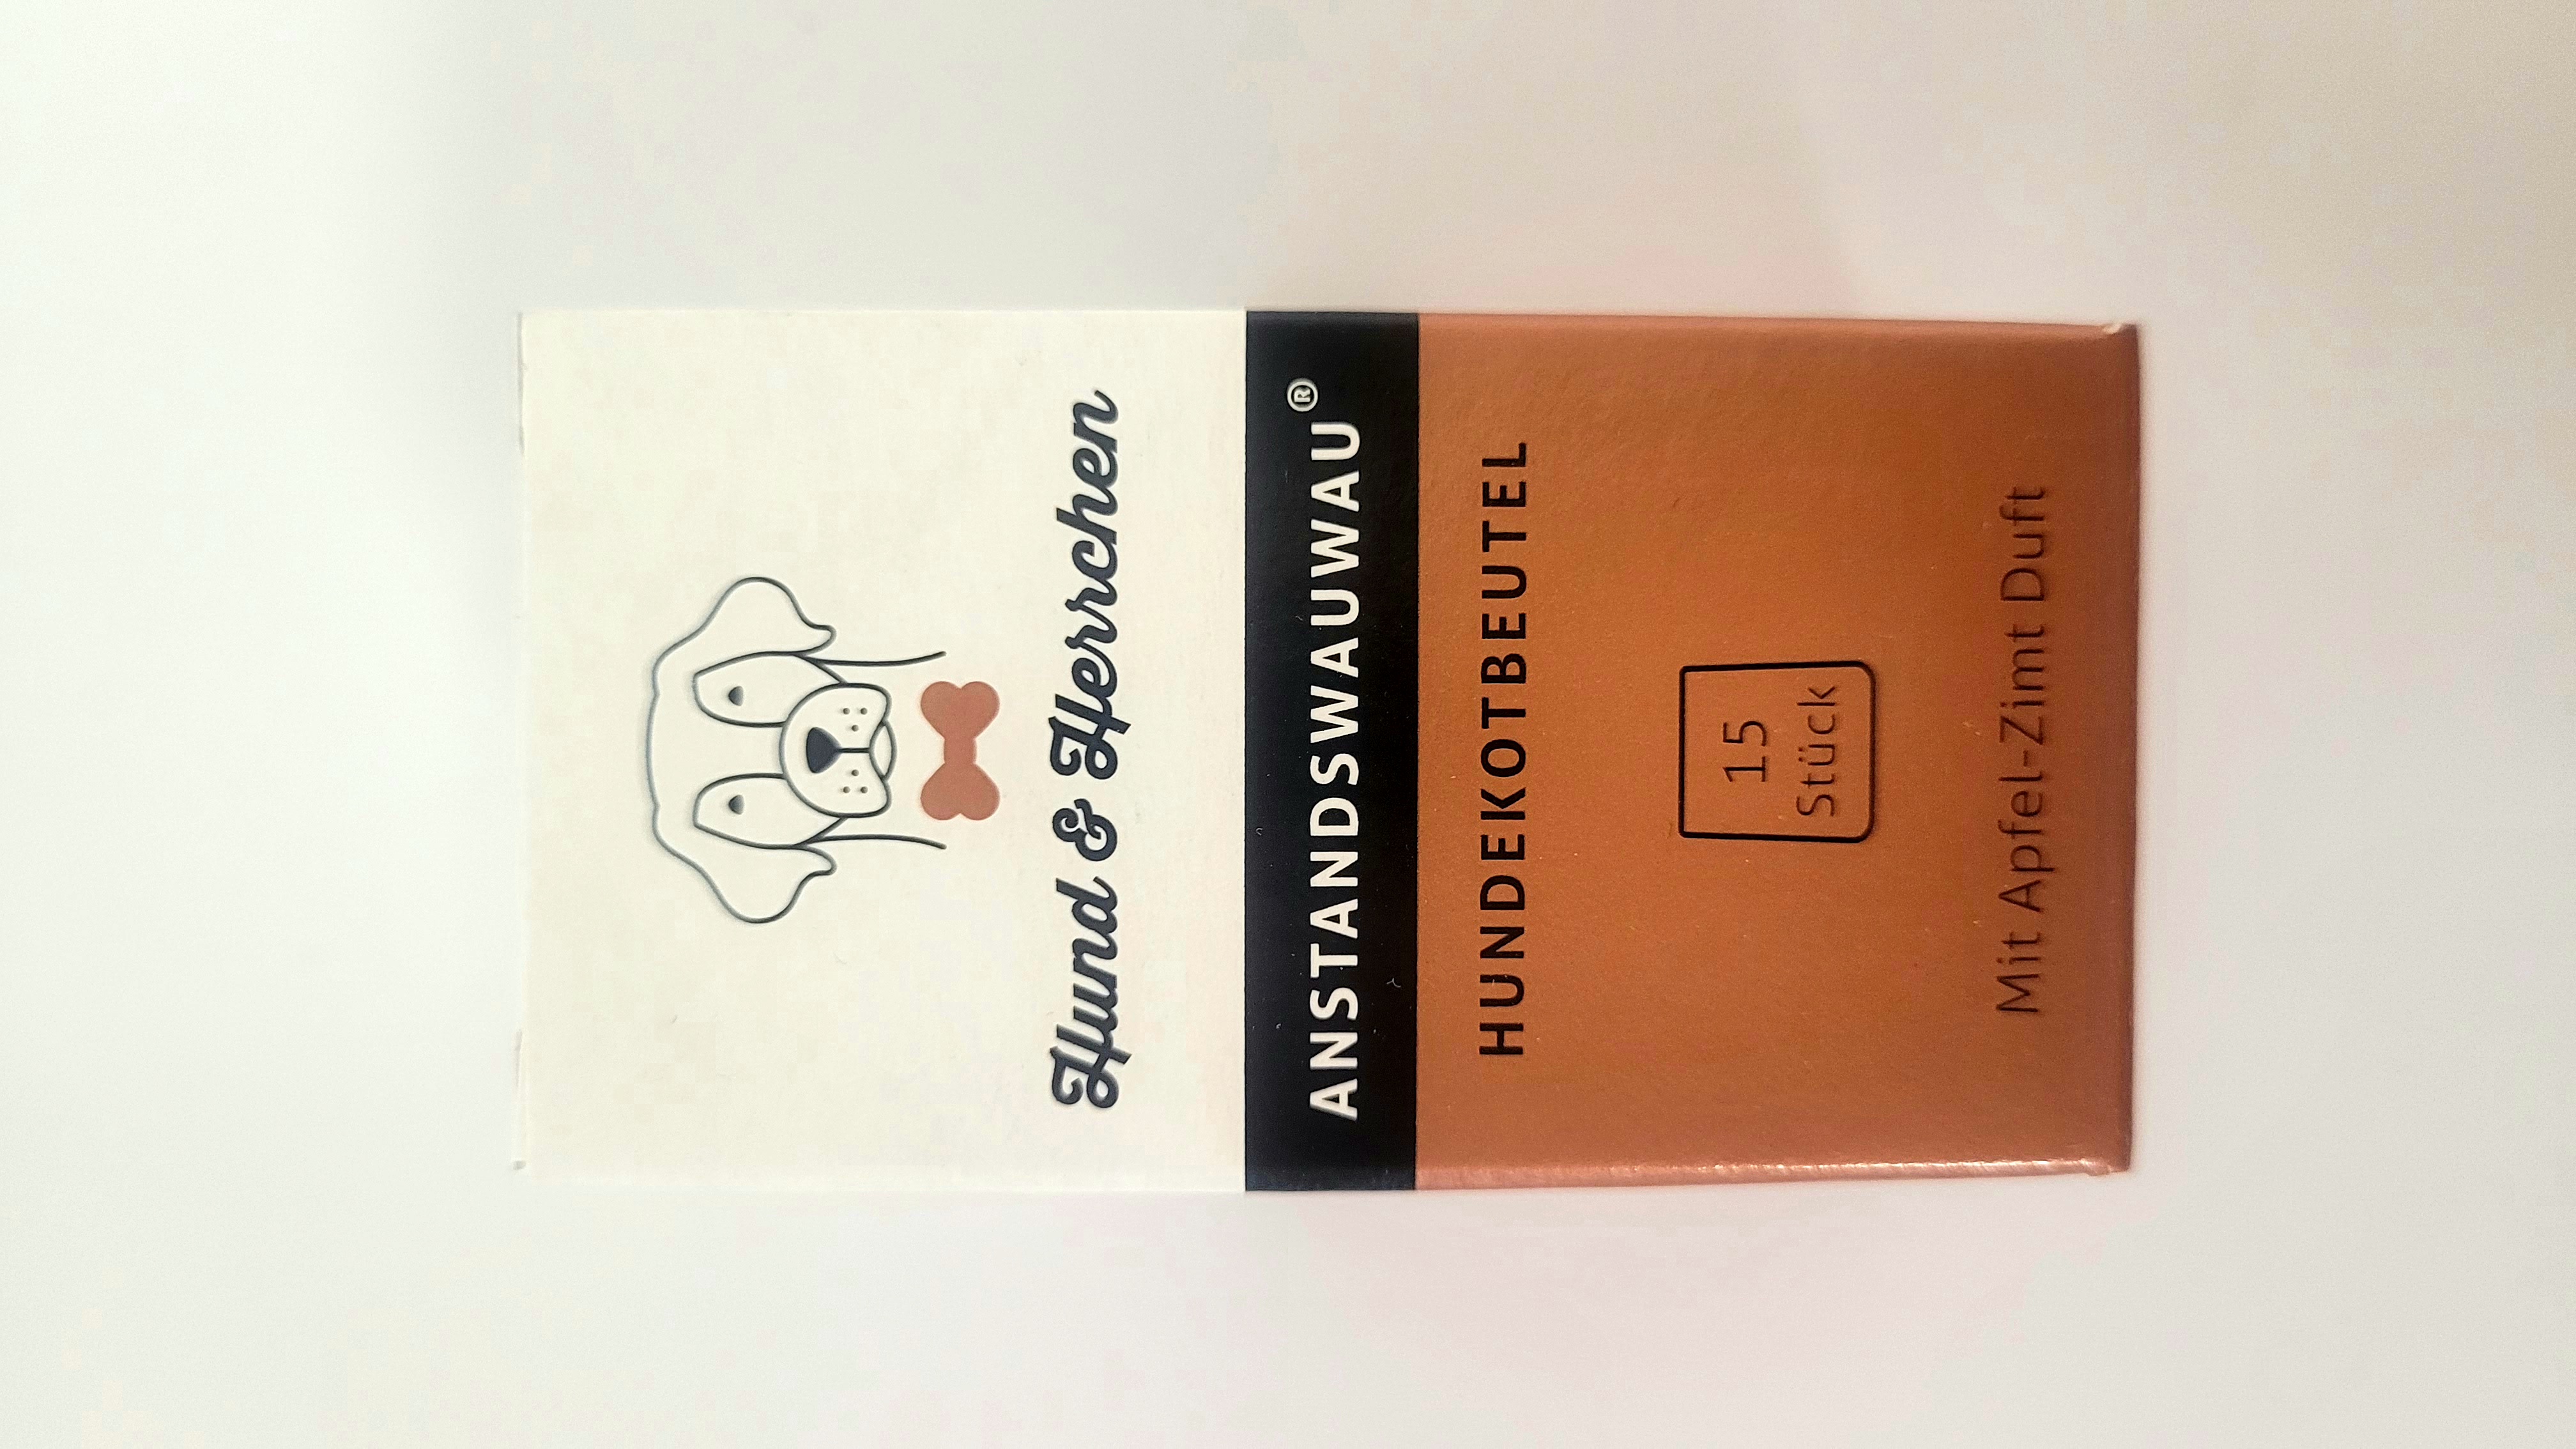 Hund & Herrchen
ANSTANDSWAUWAU®
HUNDEKOTBEUTEL
15
Stück
Mit Apfel-Zimt Duft